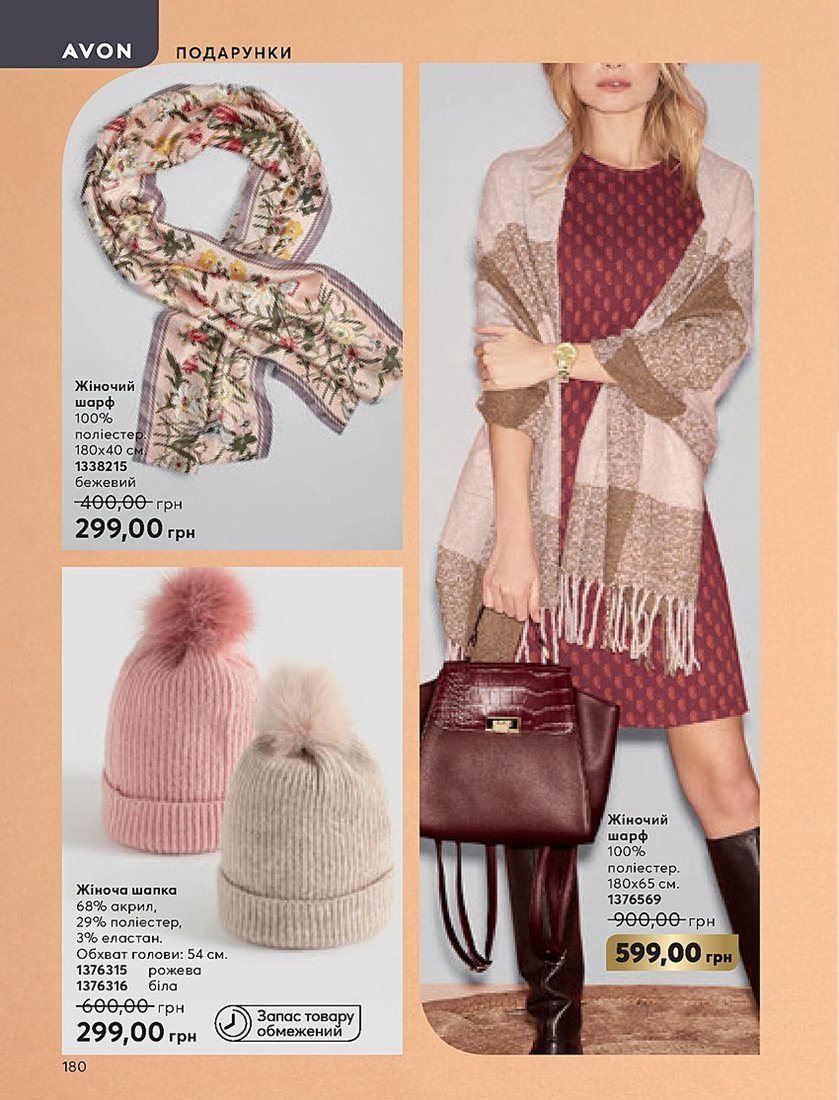 AVON ПОДАРУНКИ
Жіночий
шарф
100%
поліестер.
180х40 см.
1338215
бежевий
400,00 грн
299,00 грн
Жіноча шапка
68% акрил,
29% поліестер,
3% еластан.
Обхват голови: 54 см.
1376315 рожева
1376316 біла
600,00 грн
299,00 грн
Запас товару
обмежений
Жіночий
шарф
100%
поліестер.
180х65 см.
1376569
900,00 грн
599,00 грн
180